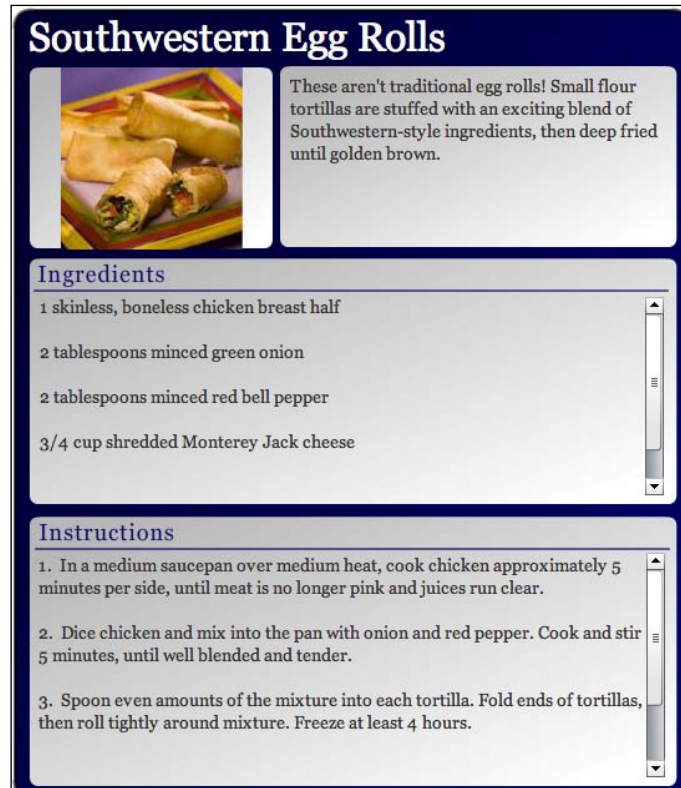 Southwestern Egg Rolls
These aren't traditional egg rolls! Small flour
tortillas are stuffed with an exciting blend of
Southwestern-style ingredients, then deep fried
until golden brown.
Ingredients
1 skinless, boneless chicken breast half
2 tablespoons minced green onion
2 tablespoons minced red bell pepper
3/4 cup shredded Monterey Jack cheese
Instructions
1. In a medium saucepan over medium heat, cook chicken approximately 5
minutes per side, until meat is no longer pink and juices run clear.
2. Dice chicken and mix into the pan with onion and red pepper. Cook and stir
5 minutes, until well blended and tender.
3. Spoon even amounts of the mixture into each tortilla. Fold ends of tortillas,
then roll tightly around mixture. Freeze at least 4 hours.